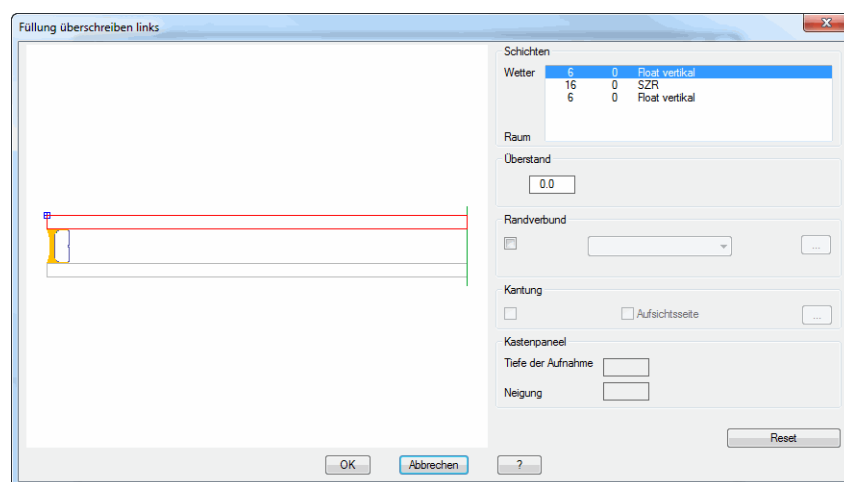 Füllung überschreiben links
Schichten
Wetter 6 0 Float vertikal
16 0 SZR
6 0 Float vertikal
Raum
Überstand
0.0
Randverbund
...
Kantung
Aufsichtsseite
...
Kastenpaneel
Tiefe der Aufnahme
Neigung
Reset
OK Abbrechen ?